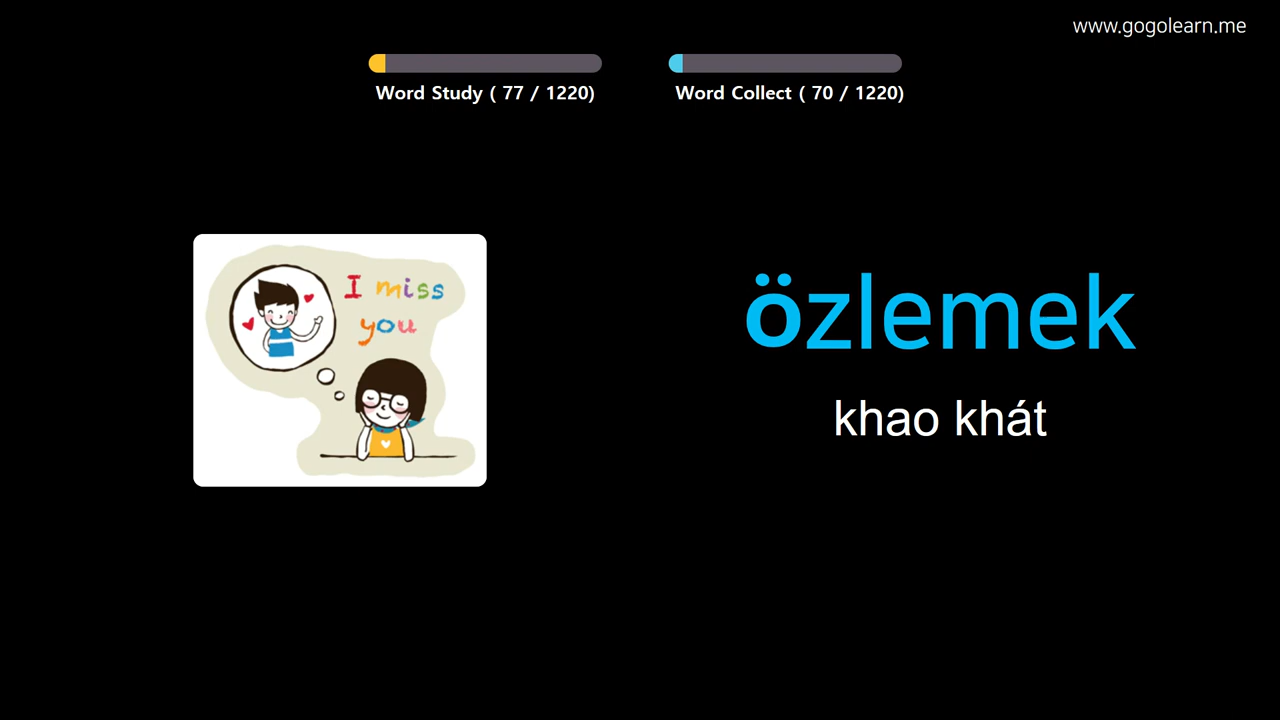 www.gogolearn.me
Word Study ( 77 / 1220)
Word Collect ( 70 / 1220)
I miss
you
özlemek
khao khát